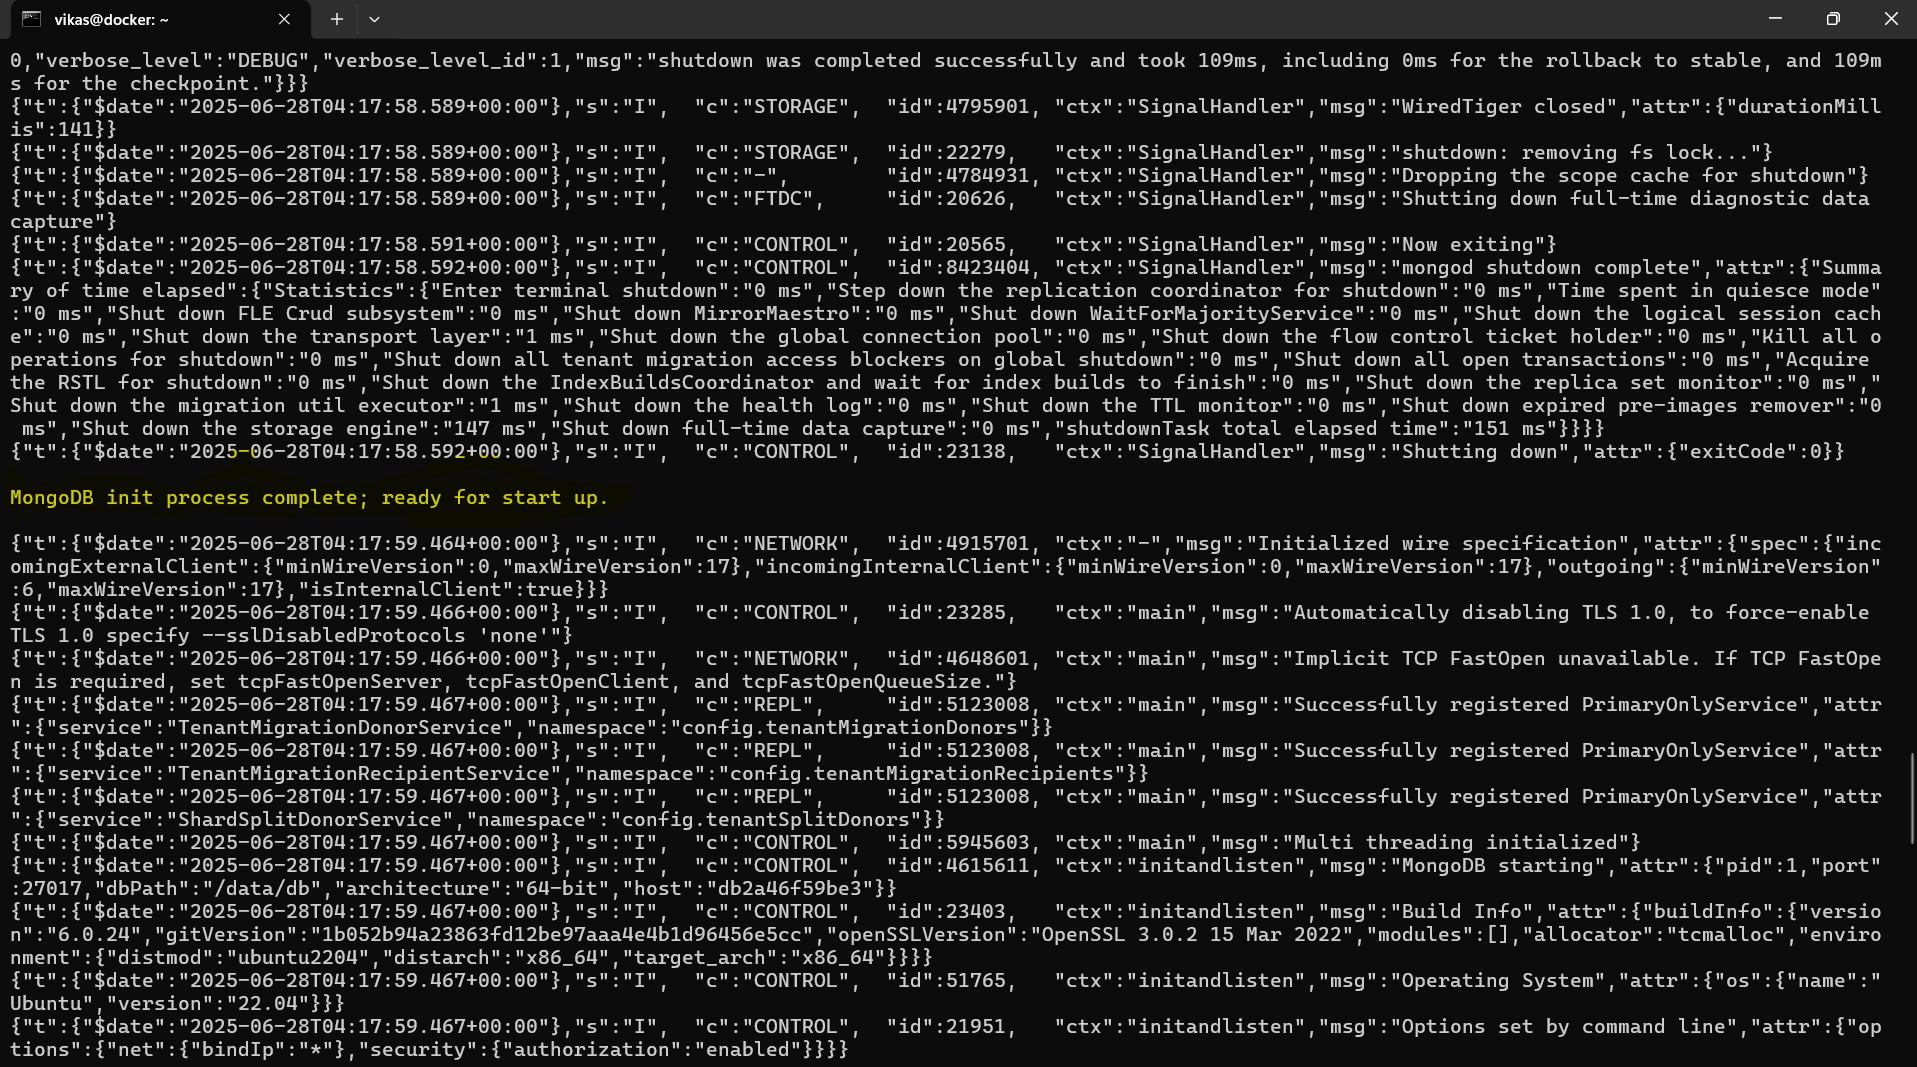 vikas@docker: ~
0,"verbose_level":"DEBUG","verbose_level_id":1,"msg":"shutdown was completed successfully and took 109ms, including 0ms for the rollback to stable, and 109m
s for the checkpoint."}}}
{"t":{"$date":"2025-06-28T04:17:58.589+00:00"},"s":"I",  "c":"STORAGE",  "id":4795901, "ctx":"SignalHandler","msg":"WiredTiger closed","attr":{"durationMill
is":141}}
{"t":{"$date":"2025-06-28T04:17:58.589+00:00"},"s":"I",  "c":"STORAGE",  "id":22279,   "ctx":"SignalHandler","msg":"shutdown: removing fs lock..."}
{"t":{"$date":"2025-06-28T04:17:58.589+00:00"},"s":"I",  "c":"-",        "id":4784931, "ctx":"SignalHandler","msg":"Dropping the scope cache for shutdown"}
{"t":{"$date":"2025-06-28T04:17:58.589+00:00"},"s":"I",  "c":"FTDC",     "id":20626,   "ctx":"SignalHandler","msg":"Shutting down full-time diagnostic data 
capture"}
{"t":{"$date":"2025-06-28T04:17:58.591+00:00"},"s":"I",  "c":"CONTROL",  "id":20565,   "ctx":"SignalHandler","msg":"Now exiting"}
{"t":{"$date":"2025-06-28T04:17:58.592+00:00"},"s":"I",  "c":"CONTROL",  "id":8423404, "ctx":"SignalHandler","msg":"mongod shutdown complete","attr":{"Summa
ry of time elapsed":{"Statistics":{"Enter terminal shutdown":"0 ms","Step down the replication coordinator for shutdown":"0 ms","Time spent in quiesce mode"
:"0 ms","Shut down FLE Crud subsystem":"0 ms","Shut down MirrorMaestro":"0 ms","Shut down WaitForMajorityService":"0 ms","Shut down the logical session cach
e":"0 ms","Shut down the transport layer":"1 ms","Shut down the global connection pool":"0 ms","Shut down the flow control ticket holder":"0 ms","Kill all o
perations for shutdown":"0 ms","Shut down all tenant migration access blockers on global shutdown":"0 ms","Shut down all open transactions":"0 ms","Acquire 
the RSTL for shutdown":"0 ms","Shut down the IndexBuildsCoordinator and wait for index builds to finish":"0 ms","Shut down the replica set monitor":"0 ms","
Shut down the migration util executor":"1 ms","Shut down the health log":"0 ms","Shut down the TTL monitor":"0 ms","Shut down expired pre-images remover":"0
 ms","Shut down the storage engine":"147 ms","Shut down full-time data capture":"0 ms","shutdownTask total elapsed time":"151 ms"}}}}
{"t":{"$date":"2025-06-28T04:17:58.592+00:00"},"s":"I",  "c":"CONTROL",  "id":23138,   "ctx":"SignalHandler","msg":"Shutting down","attr":{"exitCode":0}}
MongoDB init process complete; ready for start up.
{"t":{"$date":"2025-06-28T04:17:59.464+00:00"},"s":"I",  "c":"NETWORK",  "id":4915701, "ctx":"-","msg":"Initialized wire specification","attr":{"spec":{"inc
omingExternalClient":{"minWireVersion":0,"maxWireVersion":17},"incomingInternalClient":{"minWireVersion":0,"maxWireVersion":17},"outgoing":{"minWireVersion"
:6,"maxWireVersion":17},"isInternalClient":true}}}
{"t":{"$date":"2025-06-28T04:17:59.466+00:00"},"s":"I",  "c":"CONTROL",  "id":23285,   "ctx":"main","msg":"Automatically disabling TLS 1.0, to force-enable 
TLS 1.0 specify --sslDisabledProtocols 'none'"}
{"t":{"$date":"2025-06-28T04:17:59.466+00:00"},"s":"I",  "c":"NETWORK",  "id":4648601, "ctx":"main","msg":"Implicit TCP FastOpen unavailable. If TCP FastOpe
n is required, set tcpFastOpenServer, tcpFastOpenClient, and tcpFastOpenQueueSize."}
{"t":{"$date":"2025-06-28T04:17:59.467+00:00"},"s":"I",  "c":"REPL",     "id":5123008, "ctx":"main","msg":"Successfully registered PrimaryOnlyService","attr
":{"service":"TenantMigrationDonorService","namespace":"config.tenantMigrationDonors"}}
{"t":{"$date":"2025-06-28T04:17:59.467+00:00"},"s":"I",  "c":"REPL",     "id":5123008, "ctx":"main","msg":"Successfully registered PrimaryOnlyService","attr
":{"service":"TenantMigrationRecipientService","namespace":"config.tenantMigrationRecipients"}}
{"t":{"$date":"2025-06-28T04:17:59.467+00:00"},"s":"I",  "c":"REPL",     "id":5123008, "ctx":"main","msg":"Successfully registered PrimaryOnlyService","attr
":{"service":"ShardSplitDonorService","namespace":"config.tenantSplitDonors"}}
{"t":{"$date":"2025-06-28T04:17:59.467+00:00"},"s":"I",  "c":"CONTROL",  "id":5945603, "ctx":"main","msg":"Multi threading initialized"}
{"t":{"$date":"2025-06-28T04:17:59.467+00:00"},"s":"I",  "c":"CONTROL",  "id":4615611, "ctx":"initandlisten","msg":"MongoDB starting","attr":{"pid":1,"port"
:27017,"dbPath":"/data/db","architecture":"64-bit","host":"db2a46f59be3"}}
{"t":{"$date":"2025-06-28T04:17:59.467+00:00"},"s":"I",  "c":"CONTROL",  "id":23403,   "ctx":"initandlisten","msg":"Build Info","attr":{"buildInfo":{"versio
n":"6.0.24","gitVersion":"1b052b94a23863fd12be97aaa4e4b1d96456e5cc","openSSLVersion":"OpenSSL 3.0.2 15 Mar 2022","modules":[],"allocator":"tcmalloc","enviro
nment":{"distmod":"ubuntu2204","distarch":"x86_64","target_arch":"x86_64"}}}}
{"t":{"$date":"2025-06-28T04:17:59.467+00:00"},"s":"I",  "c":"CONTROL",  "id":51765,   "ctx":"initandlisten","msg":"Operating System","attr":{"os":{"name":"
Ubuntu","version":"22.04"}}}
{"t":{"$date":"2025-06-28T04:17:59.467+00:00"},"s":"I",  "c":"CONTROL",  "id":21951,   "ctx":"initandlisten","msg":"Options set by command line","attr":{"op
tions":{"net":{"bindIp":"*"},"security":{"authorization":"enabled"}}}}